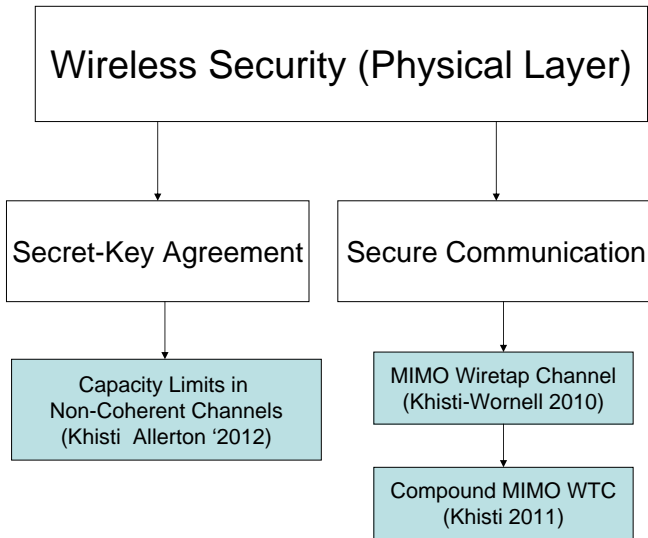 Wireless Security (Physical Layer)
Secret-Key Agreement
Secure Communication
Capacity Limits in
Non-Coherent Channels
(Khisti Allerton ‘2012)
MIMO Wiretap Channel
(Khisti-Wornell 2010)
Compound MIMO WTC
(Khisti 2011)